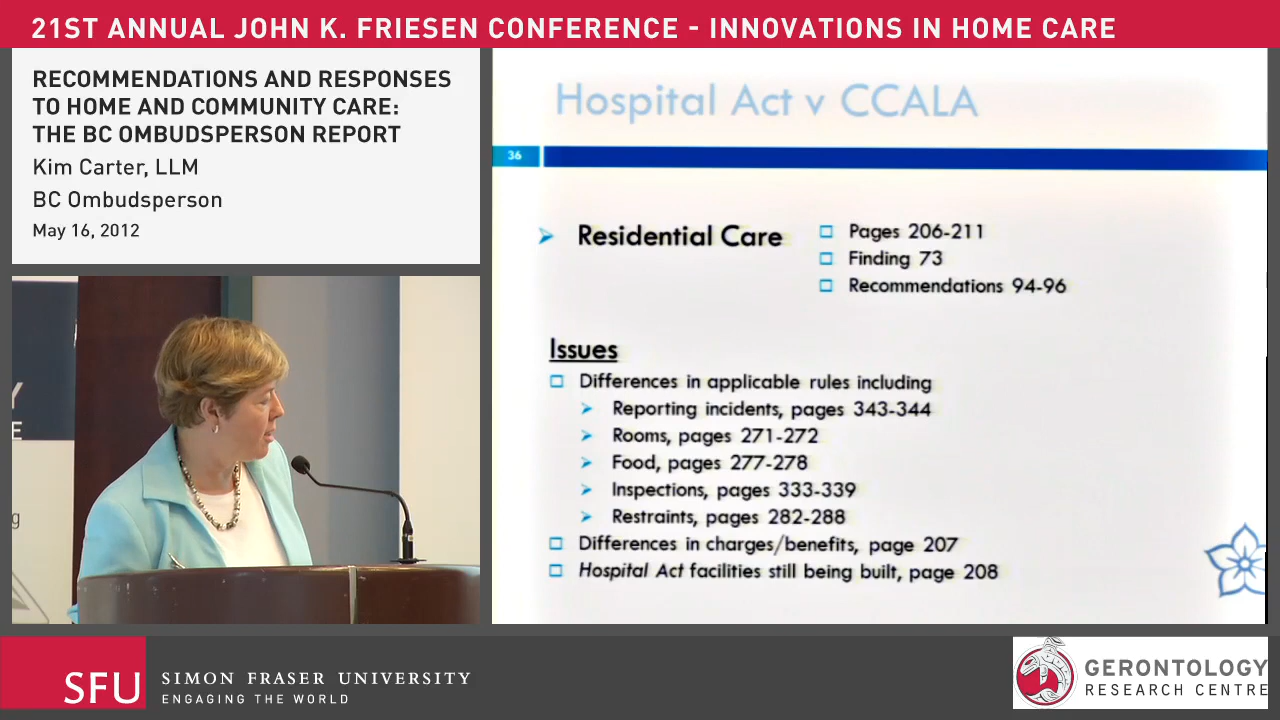 21ST ANNUAL JOHN K. FRIESEN CONFERENCE - INNOVATIONS IN HOME CARE
RECOMMENDATIONS AND RESPONSES
TO HOME AND COMMUNITY CARE:
THE BC OMBUDSPERSON REPORT
Kim Carter, LLM
BC Ombudsperson
May 16, 2012
Hospital Act v CCALA
36
Residential Care
Pages 206-211
Finding 73
Recommendations 94-96
Issues
Differences in applicable rules including
Reporting incidents, pages 343-344
Rooms, pages 271-272
Food, pages 277-278
Inspections, pages 333-339
Restraints, pages 282-288
Differences in charges/benefits, page 207
Hospital Act facilities still being built, page 208
SFU
SIMON FRASER UNIVERSITY
ENGAGING THE WORLD
GERONTOLOGY
RESEARCH CENTRE